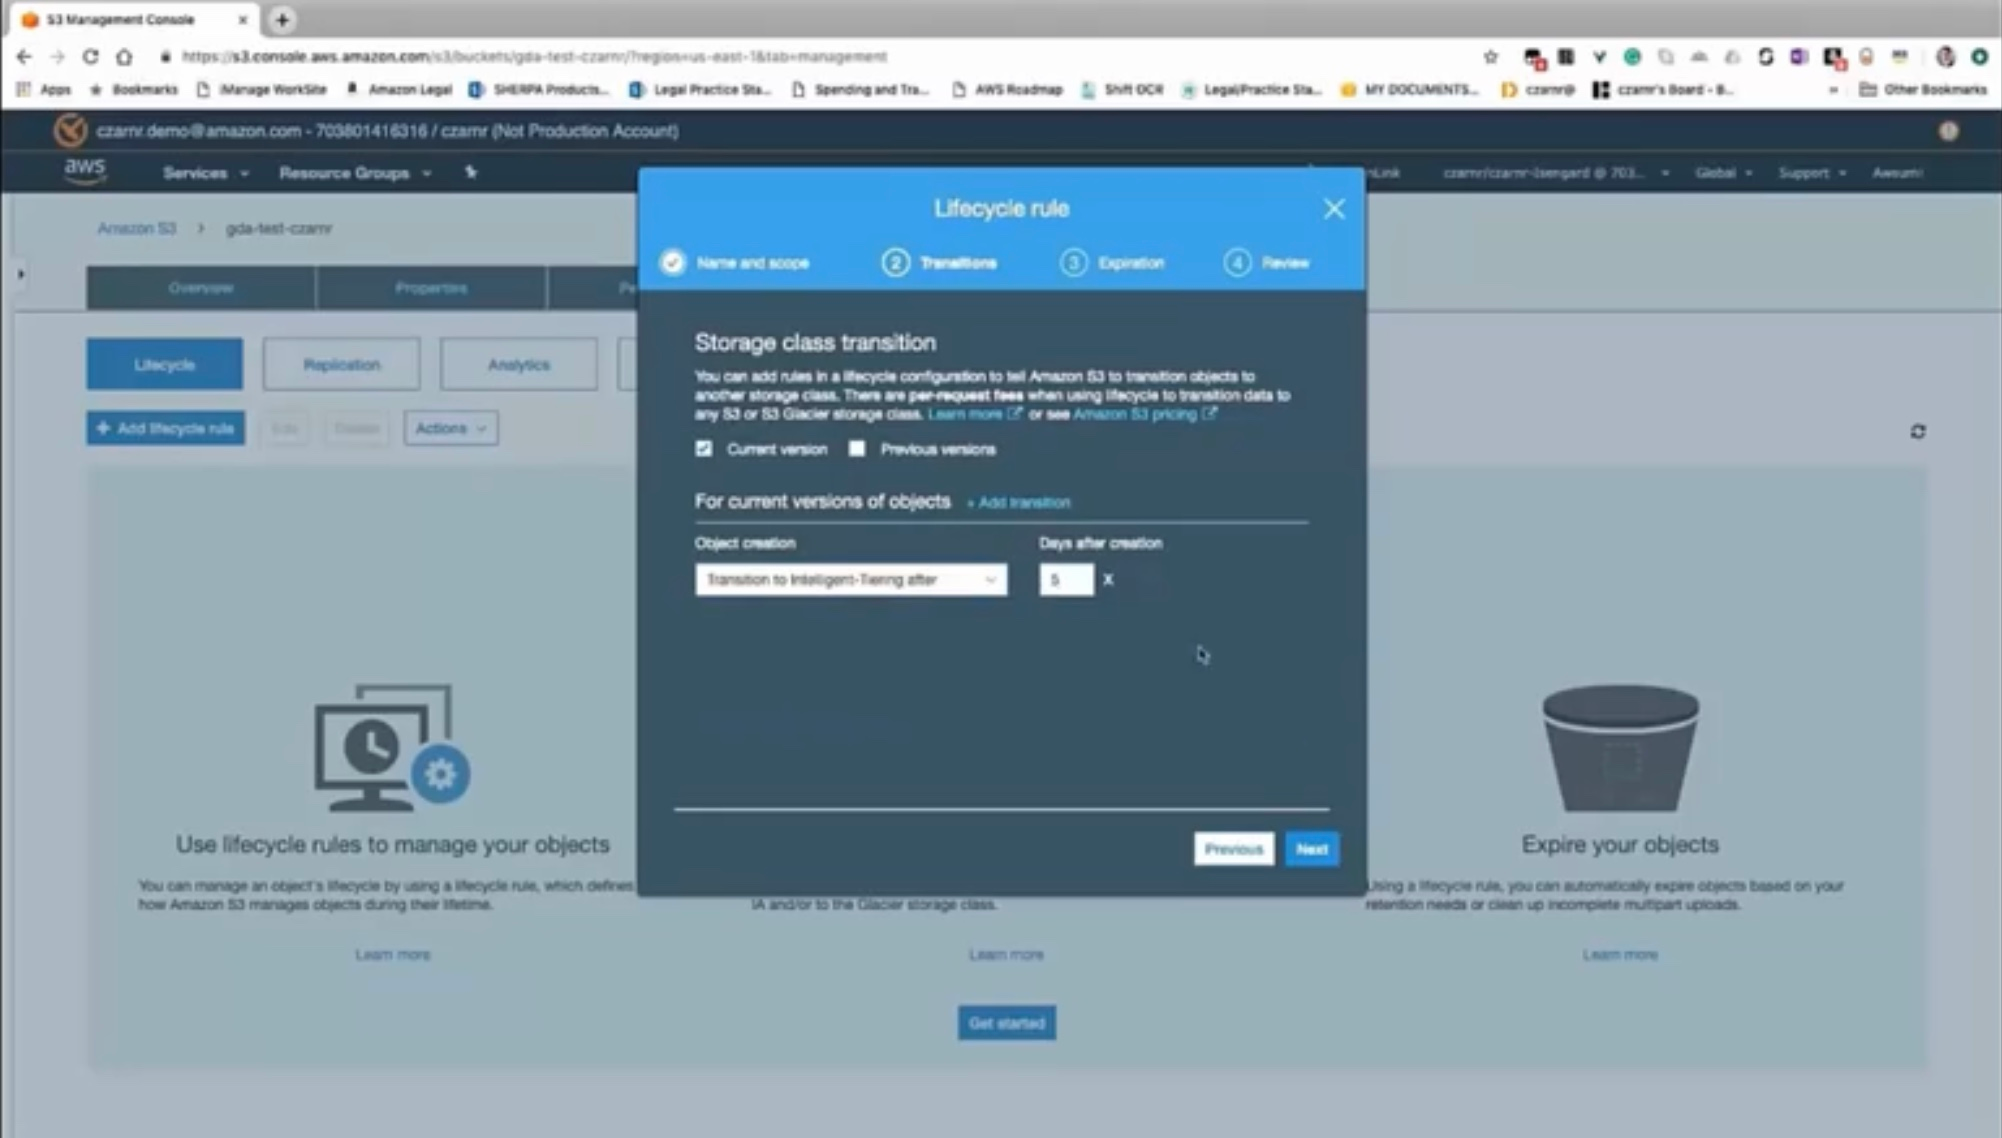 S3 Management Console
https://s3.console.aws.amazon.com/s3/buckets/gda-test-czarnr/?region=us-east-1&tab=management
Apps Bookmarks iManage WorkSite Amazon Legal SHERPA Products... Legal Practice Sta... Spending and Tra... AWS Roadmap Shift OCR Legal/Practice Sta... MY DOCUMENTS... czarnr@ czarnr's Board - B... » Other Bookmarks
czarnr.demo@amazon.com - 703801416316 / czarnr (Not Production Account)
aws Services Resource Groups nLink czarnr/czarnr-Isengard @ 703... Global Support
Amazon S3 > gda-test-czarnr
Overview Properties Pe
Lifecycle Replication Analytics
+ Add lifecycle rule Edit Actions
Lifecycle rule
Name and scope 2 Transitions 3 Expiration 4 Review
Storage class transition
You can add rules in a lifecycle configuration to tell Amazon S3 to transition objects to
another storage class. There are per-request fees when using lifecycle to transition data to
any S3 or S3 Glacier storage class. Learn more or see Amazon S3 pricing
Current version Previous versions
For current versions of objects + Add transition
Object creation Days after creation
Transition to Intelligent-Tiering after 5 X
Previous Next
Use lifecycle rules to manage your objects
You can manage an object's lifecycle by using a lifecycle rule, which defines
how Amazon S3 manages objects during their lifetime.
Learn more
IA and/or to the Glacier storage class.
Learn more
Expire your objects
Using a lifecycle rule, you can automatically expire objects based on your
retention needs or clean up incomplete multipart uploads.
Learn more
Get started